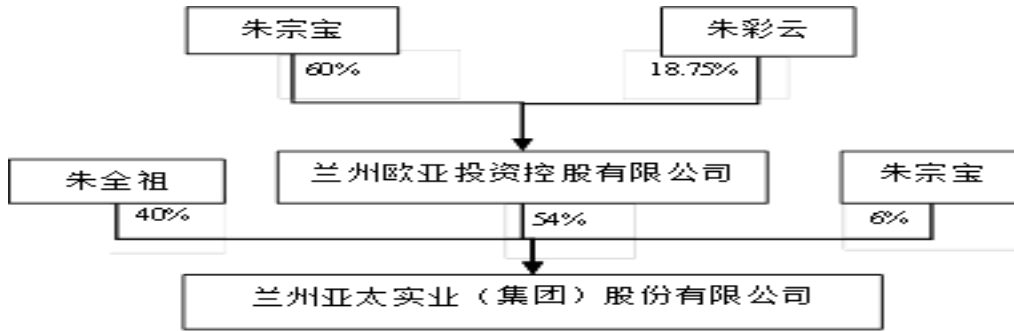 朱宗宝
朱彩云
60%
18.75%
朱全祖
兰州欧亚投资控股有限公司
朱宗宝
40%
54%
6%
兰州亚太实业（集团）股份有限公司